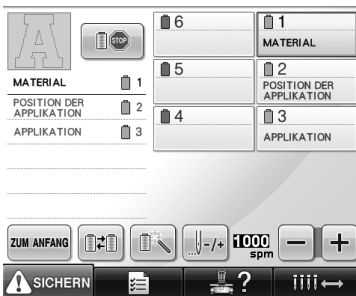 A
STOP
MATERIAL 1
POSITION DER
APPLIKATION 2
APPLIKATION 3
6
1
MATERIAL
5
2
POSITION DER
APPLIKATION
4
3
APPLIKATION
ZUM ANFANG
-/+
1000
spm
− +
SICHERN
?